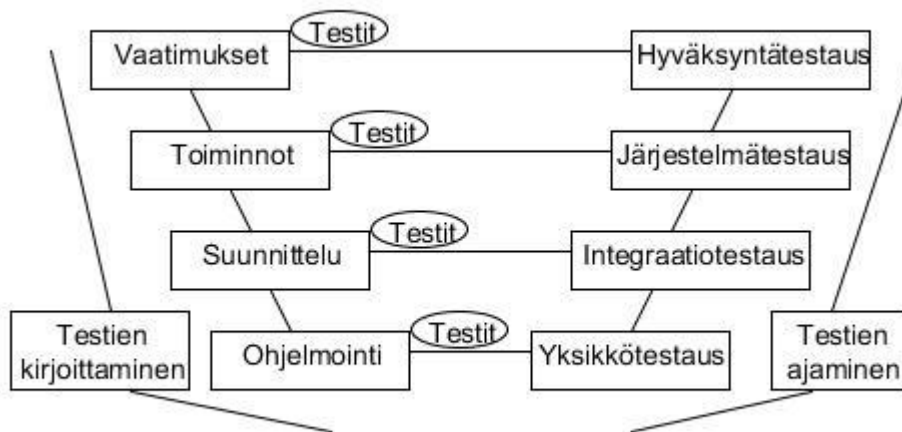 Testit
Vaatimukset
Hyväksyntätestaus
Testit
Toiminnot
Järjestelmätestaus
Testit
Suunnittelu
Integraatiotestaus
Testien
kirjoittaminen
Testit
Ohjelmointi
Yksikkötestaus
Testien
ajaminen